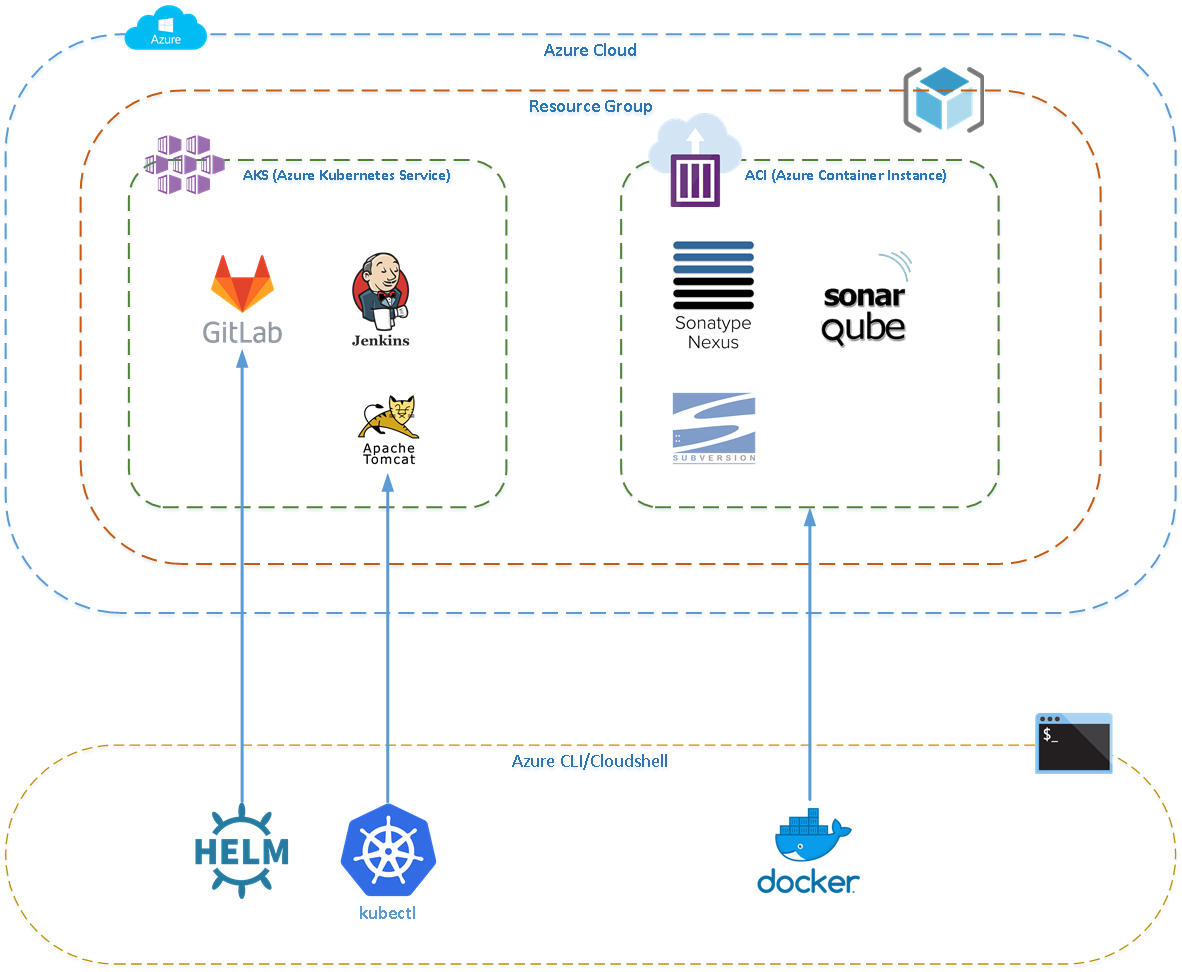 Azure
Azure Cloud
Resource Group
AKS (Azure Kubernetes Service)
ACI (Azure Container Instance)
GitLab
Jenkins
Sonatype
Nexus
sonar
qube
Apache
Tomcat
SUBVERSION
$_
Azure CLI/Cloudshell
HELM
kubectl
docker